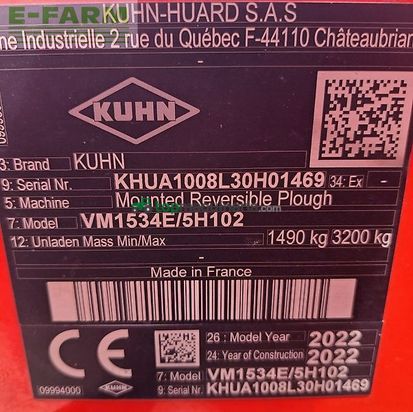 E-FARM
KUHN-HUARD S.A.S
ne Industrielle 2 rue du Québec F-44110 Châteaubrian
KUHN
3: Brand KUHN
9: Serial Nr. KHUA1008L30H01469 34: Ex -
5: Machine Mounted Reversible Plough
7: Model VM1534E/5H102
12: Unladen Mass Min/Max 1490 kg 3200 kg
-
Made in France
CE
26: Model Year 2022
24: Year of Construction 2022
7: Model VM1534E/5H102
09994000 KUHN 9: Serial Nr. KHUA1008L30H01469